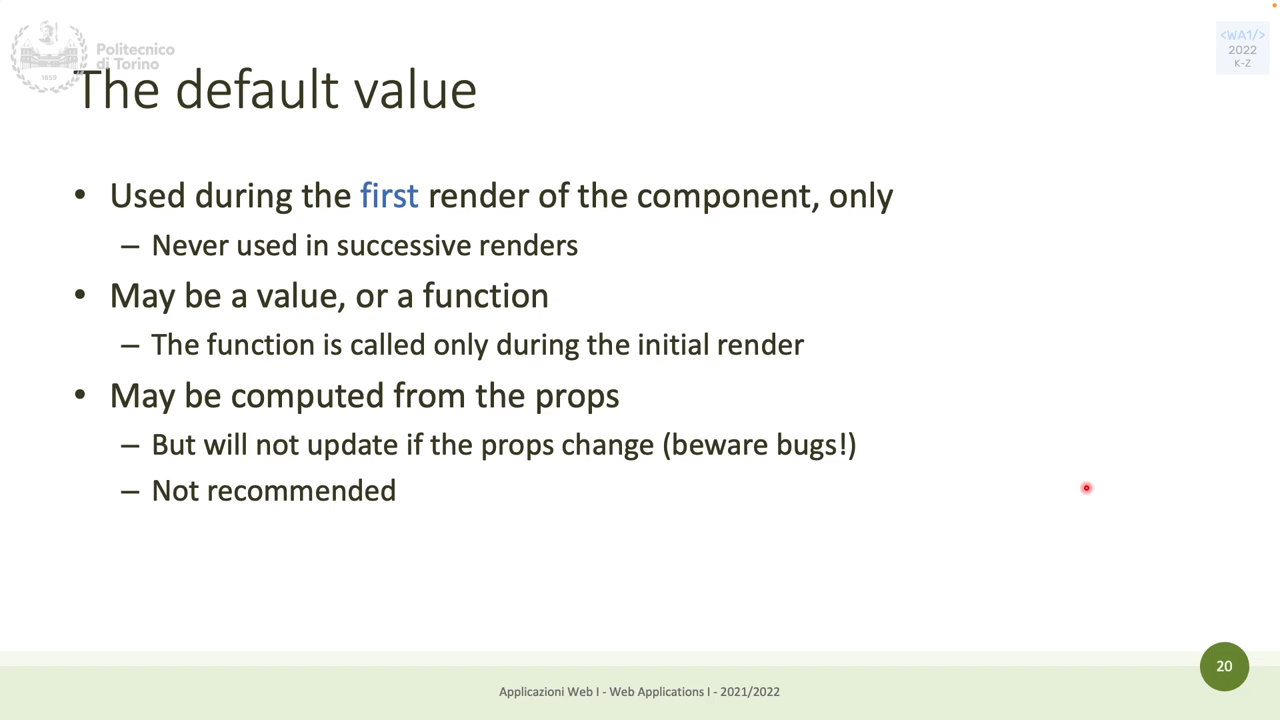 Politecnico
di Torino
1859
<WA1/>
2022
K-Z
The default value
• Used during the first render of the component, only
– Never used in successive renders
• May be a value, or a function
– The function is called only during the initial render
• May be computed from the props
– But will not update if the props change (beware bugs!)
– Not recommended
20
Applicazioni Web I - Web Applications I - 2021/2022